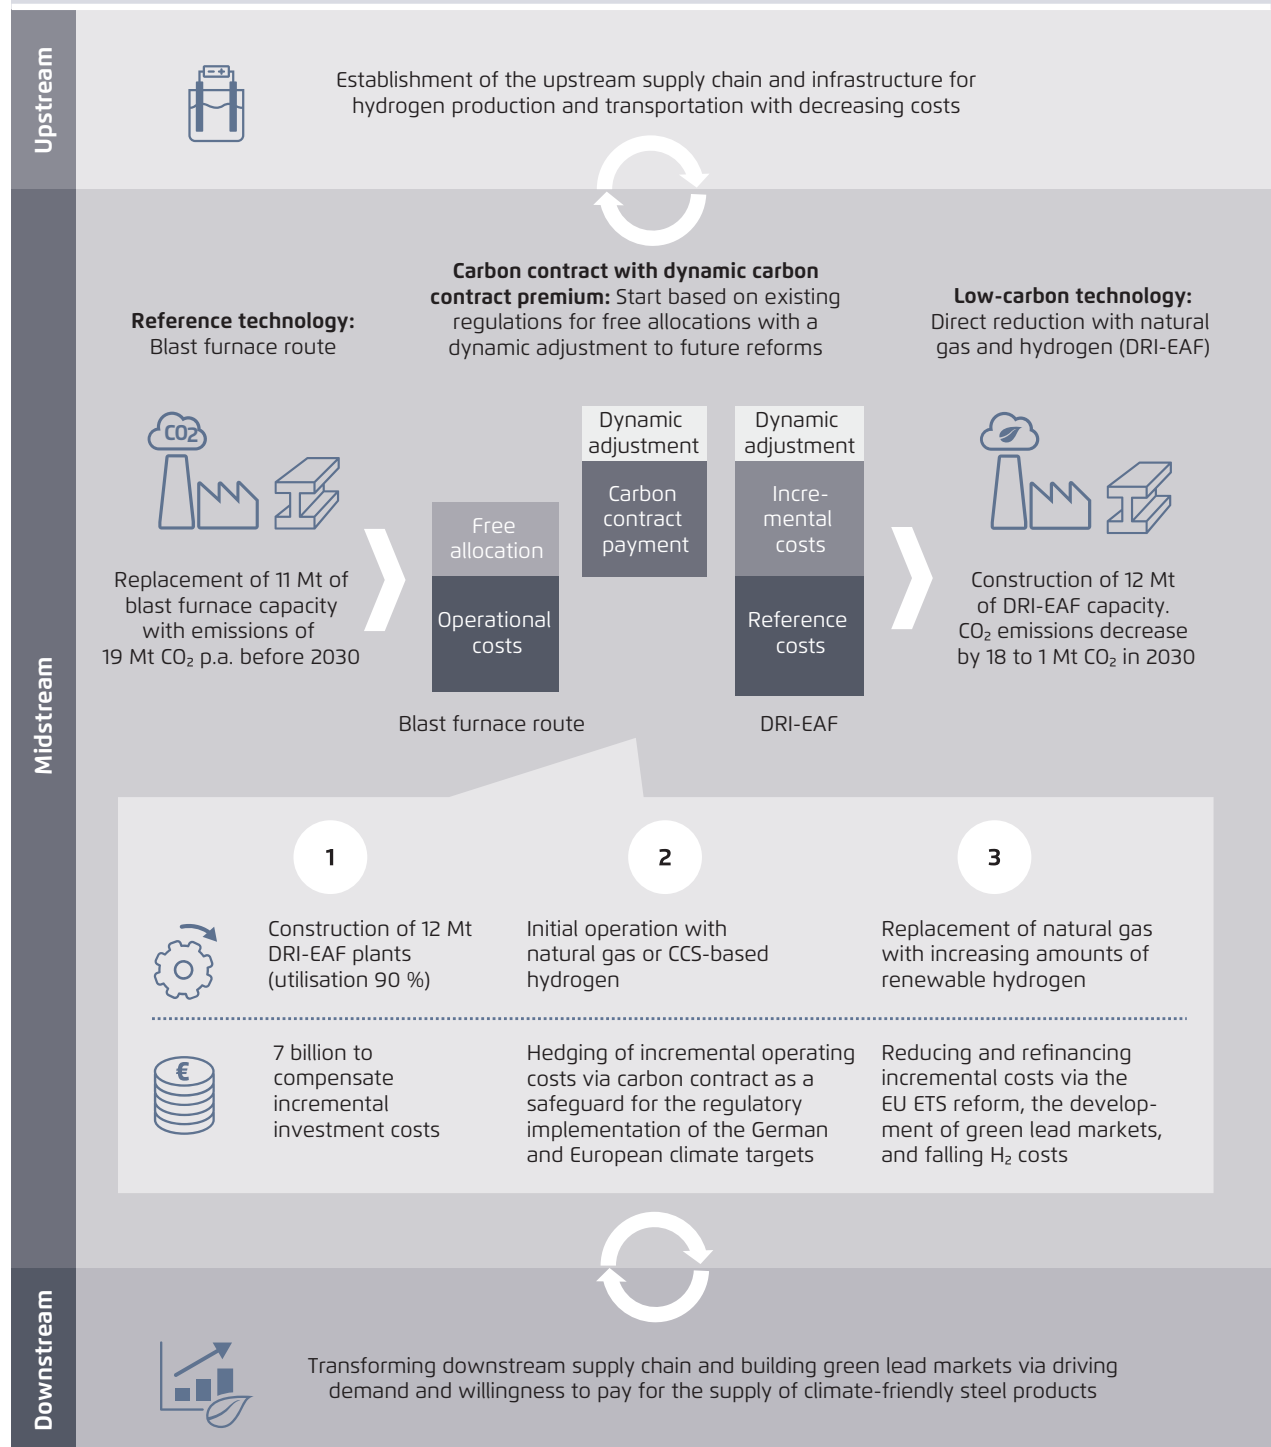 Upstream
Establishment of the upstream supply chain and infrastructure for
hydrogen production and transportation with decreasing costs
Midstream
Reference technology:
Blast furnace route
Carbon contract with dynamic carbon
contract premium: Start based on existing
regulations for free allocations with a
dynamic adjustment to future reforms
Low-carbon technology:
Direct reduction with natural
gas and hydrogen (DRI-EAF)
CO2
Replacement of 11 Mt of
blast furnace capacity
with emissions of
19 Mt CO₂ p.a. before 2030
Free
allocation
Operational
costs
Blast furnace route
Dynamic
adjustment
Carbon
contract
payment
Dynamic
adjustment
Incre-
mental
costs
Reference
costs
DRI-EAF
Construction of 12 Mt
of DRI-EAF capacity.
CO₂ emissions decrease
by 18 to 1 Mt CO₂ in 2030
1
2
3
Construction of 12 Mt
DRI-EAF plants
(utilisation 90 %)
Initial operation with
natural gas or CCS-based
hydrogen
Replacement of natural gas
with increasing amounts of
renewable hydrogen
€
7 billion to
compensate
incremental
investment costs
Hedging of incremental operating
costs via carbon contract as a
safeguard for the regulatory
implementation of the German
and European climate targets
Reducing and refinancing
incremental costs via the
EU ETS reform, the develop-
ment of green lead markets,
and falling H₂ costs
Downstream
Transforming downstream supply chain and building green lead markets via driving
demand and willingness to pay for the supply of climate-friendly steel products